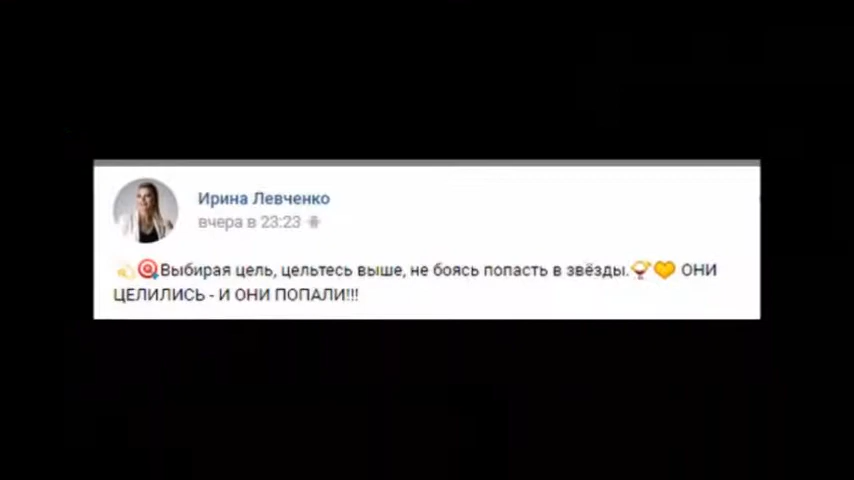 Ирина Левченко
вчера в 23:23
Выбирая цель, цельтесь выше, не боясь попасть в звёзды. ОНИ
ЦЕЛИЛИСЬ - И ОНИ ПОПАЛИ!!!